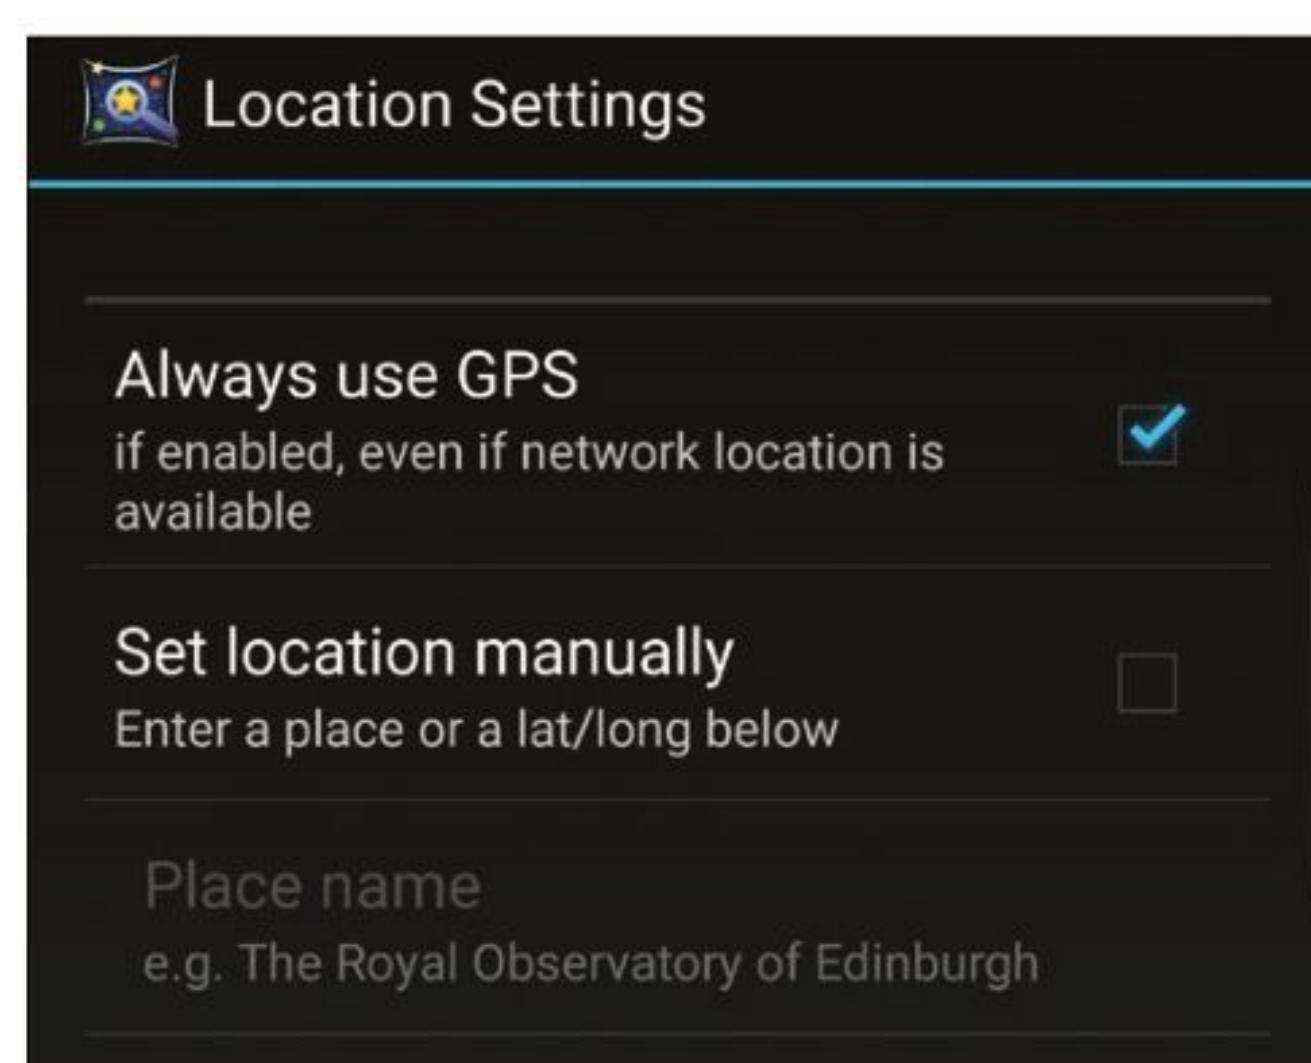 Location Settings
Always use GPS
if enabled, even if network location is
available
Set location manually
Enter a place or a lat/long below
Place name
e.g. The Royal Observatory of Edinburgh